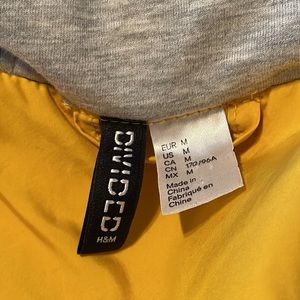 DIVIDED
H&M
EUR M
US M
CA M
CN 170/96A
MX M
Made in
China
Fabriqué en
Chine